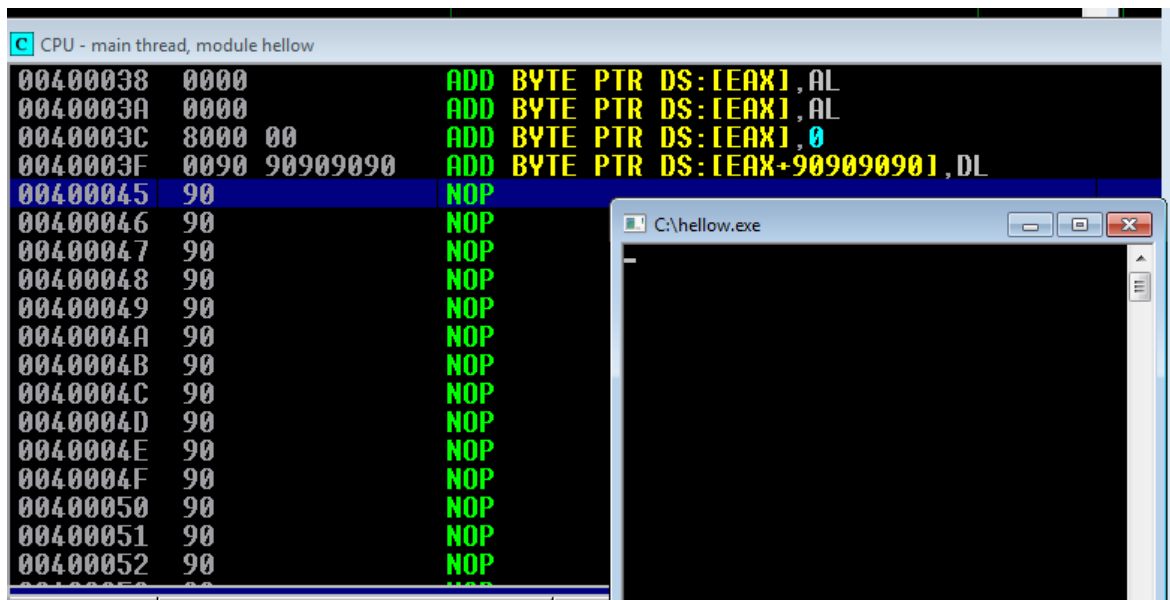 C CPU - main thread, module hellow
00400038 0000 ADD BYTE PTR DS:[EAX],AL
0040003A 0000 ADD BYTE PTR DS:[EAX],AL
0040003C 8000 00 ADD BYTE PTR DS:[EAX],0
0040003F 0090 90909090 ADD BYTE PTR DS:[EAX+90909090],DL
00400045 90 NOP
00400046 90 NOP
00400047 90 NOP
00400048 90 NOP
00400049 90 NOP
0040004A 90 NOP
0040004B 90 NOP
0040004C 90 NOP
0040004D 90 NOP
0040004E 90 NOP
0040004F 90 NOP
00400050 90 NOP
00400051 90 NOP
00400052 90 NOP
C:\hellow.exe